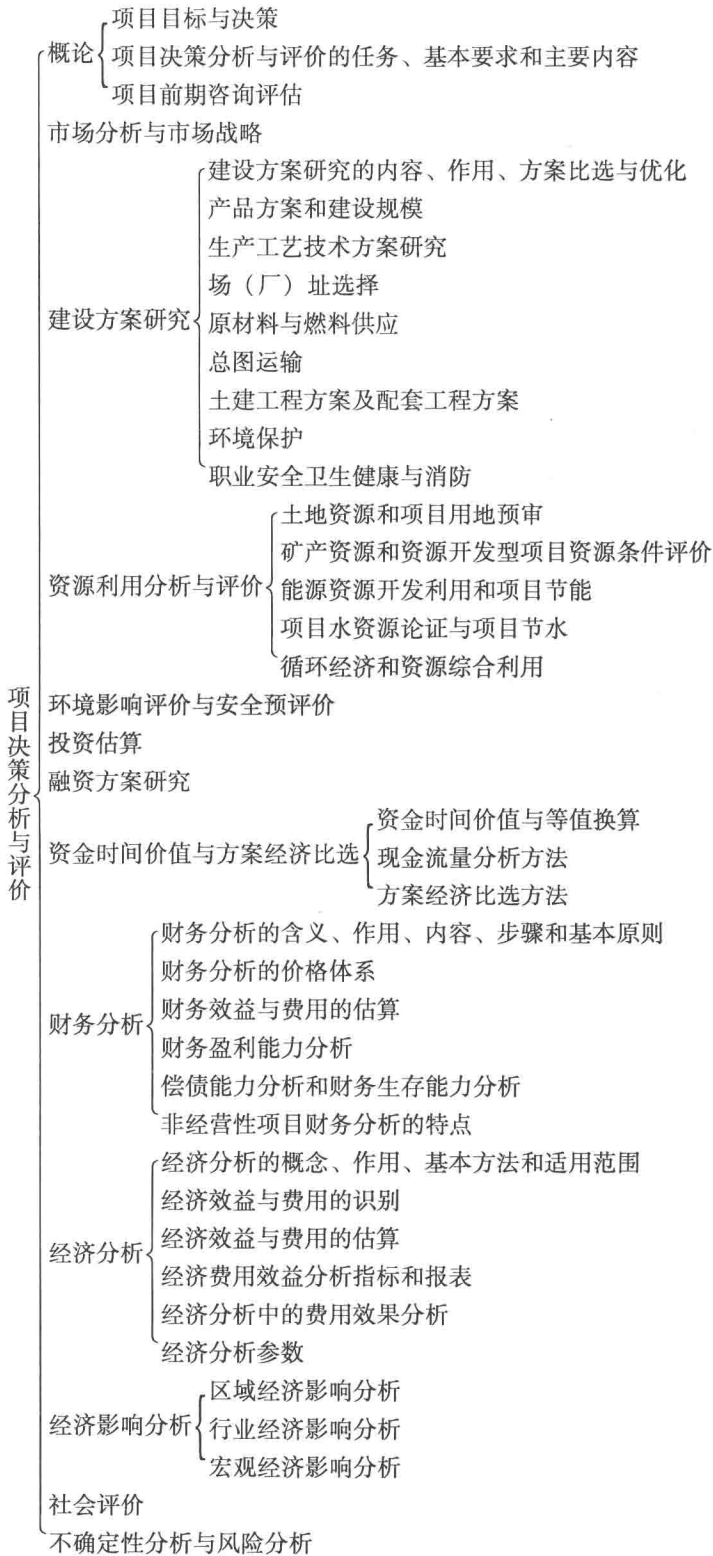 项目决策分析与评价
概论
项目目标与决策
项目决策分析与评价的任务、基本要求和主要内容
项目前期咨询评估
市场分析与市场战略
建设方案研究
建设方案研究的内容、作用、方案比选与优化
产品方案和建设规模
生产工艺技术方案研究
场（厂）址选择
原材料与燃料供应
总图运输
土建工程方案及配套工程方案
环境保护
职业安全卫生健康与消防
资源利用分析与评价
土地资源和项目用地预审
矿产资源和资源开发型项目资源条件评价
能源资源开发利用和项目节能
项目水资源论证与项目节水
循环经济和资源综合利用
环境影响评价与安全预评价
投资估算
融资方案研究
资金时间价值与方案经济比选
资金时间价值与等值换算
现金流量分析方法
方案经济比选方法
财务分析
财务分析的含义、作用、内容、步骤和基本原则
财务分析的价格体系
财务效益与费用的估算
财务盈利能力分析
偿债能力分析和财务生存能力分析
非经营性项目财务分析的特点
经济分析
经济分析的概念、作用、基本方法和适用范围
经济效益与费用的识别
经济效益与费用的估算
经济费用效益分析指标和报表
经济分析中的费用效果分析
经济分析参数
经济影响分析
区域经济影响分析
行业经济影响分析
宏观经济影响分析
社会评价
不确定性分析与风险分析